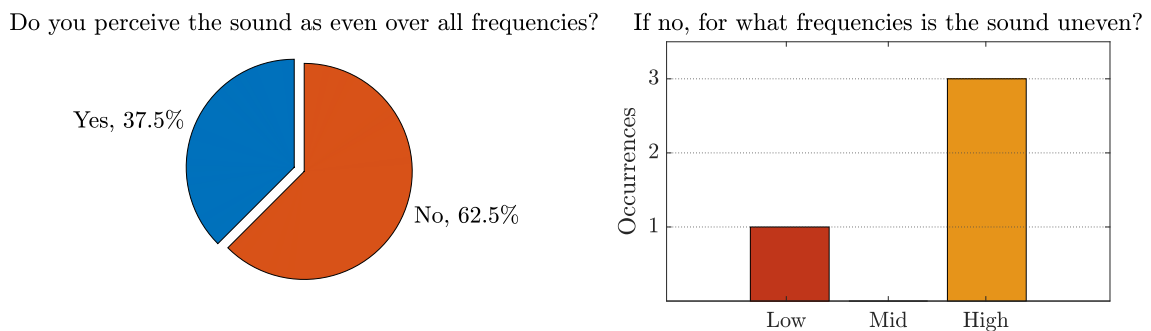 Do you perceive the sound as even over all frequencies?
Yes, 37.5%
No, 62.5%
If no, for what frequencies is the sound uneven?
Occurrences
3
2
1
Low
Mid
High